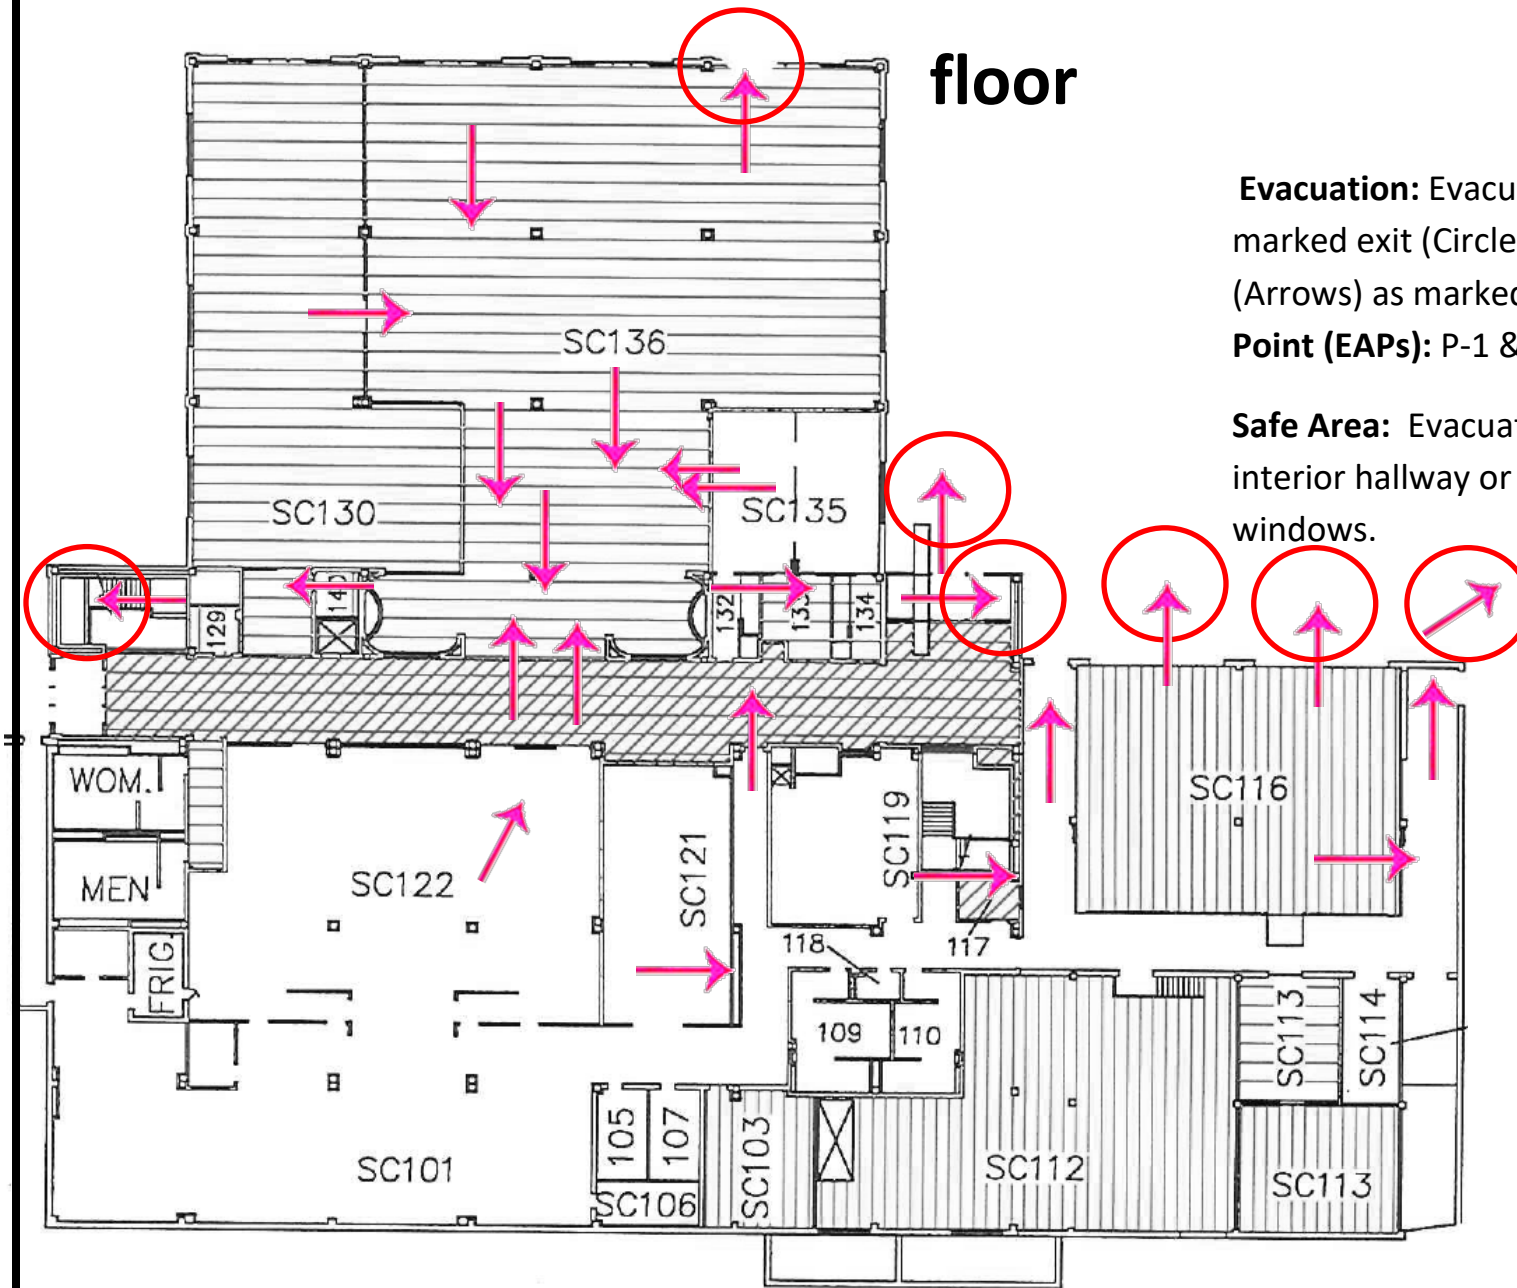 floor
Evacuation: Evacu
marked exit (Circle
(Arrows) as marked
Point (EAPs): P-1 &
Safe Area: Evacuat
interior hallway or
windows.
SC136
SC130
SC135
129
14
132
133
134
WOM.
MEN
FRIG
SC122
SC121
SC119
SC116
118
117
109
110
SC113
SC114
105
107
SC101
SC106
SC103
SC112
SC113